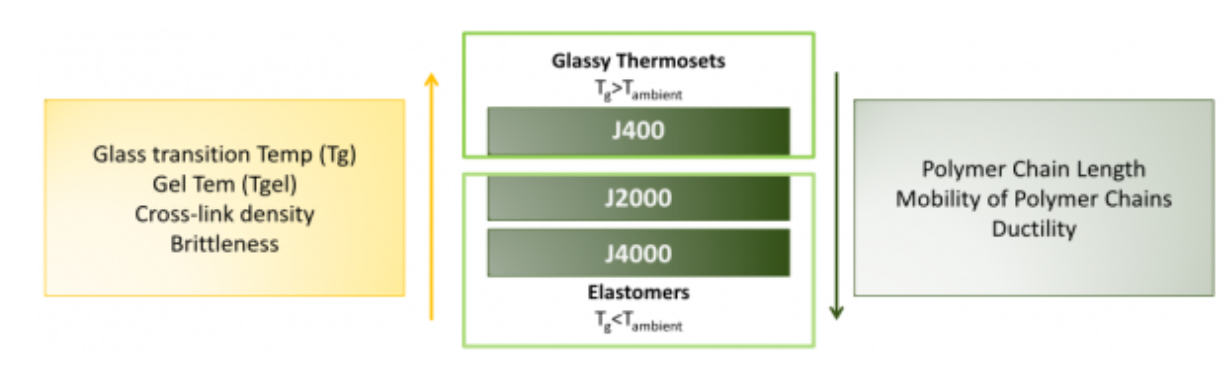 Glass transition Temp (Tg)
Gel Tem (Tgel)
Cross-link density
Brittleness
Glassy Thermosets
Tg>Tambient
J400
J2000
J4000
Elastomers
Tg<Tambient
Polymer Chain Length
Mobility of Polymer Chains
Ductility